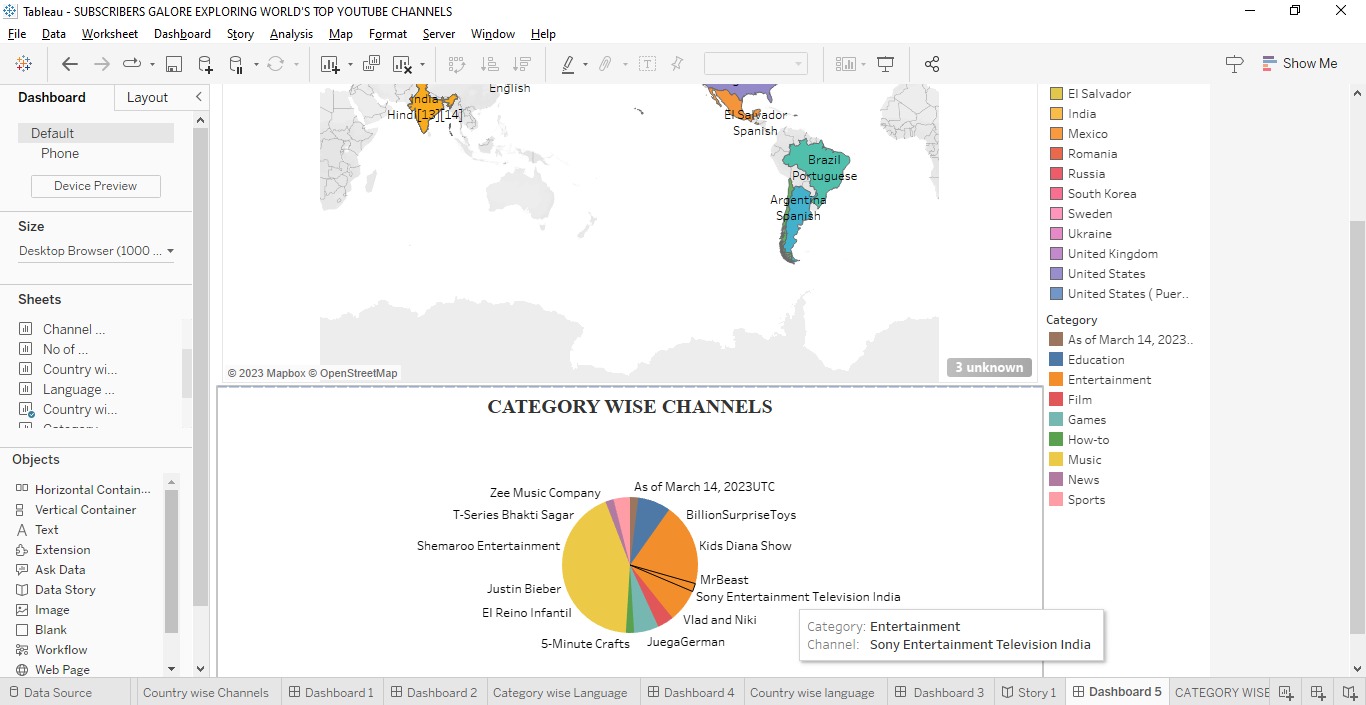 Tableau - SUBSCRIBERS GALORE EXPLORING WORLD'S TOP YOUTUBE CHANNELS
File Data Worksheet Dashboard Story Analysis Map Format Server Window Help
Show Me
Dashboard Layout
Default
Phone
Device Preview
Size
Desktop Browser (1000 ...
Sheets
Channel ...
No of ...
Country wi...
Language ...
Country wi...
Objects
Horizontal Contain...
Vertical Container
Text
Extension
Ask Data
Data Story
Image
Blank
Workflow
Web Page
English
India
Hindi[13][14]
El Salvador
Spanish
Brazil
Portuguese
Argentina
Spanish
© 2023 Mapbox © OpenStreetMap
3 unknown
CATEGORY WISE CHANNELS
Zee Music Company
As of March 14, 2023UTC
T-Series Bhakti Sagar
BillionSurpriseToys
Shemaroo Entertainment
Kids Diana Show
MrBeast
Justin Bieber
Sony Entertainment Television India
El Reino Infantil
Vlad and Niki
5-Minute Crafts
JuegaGerman
Category: Entertainment
Channel: Sony Entertainment Television India
El Salvador
India
Mexico
Romania
Russia
South Korea
Sweden
Ukraine
United Kingdom
United States
United States ( Puer..
Category
As of March 14, 2023..
Education
Entertainment
Film
Games
How-to
Music
News
Sports
Data Source Country wise Channels Dashboard 1 Dashboard 2 Category wise Language Dashboard 4 Country wise language Dashboard 3 Story 1 Dashboard 5 CATEGORY WISE